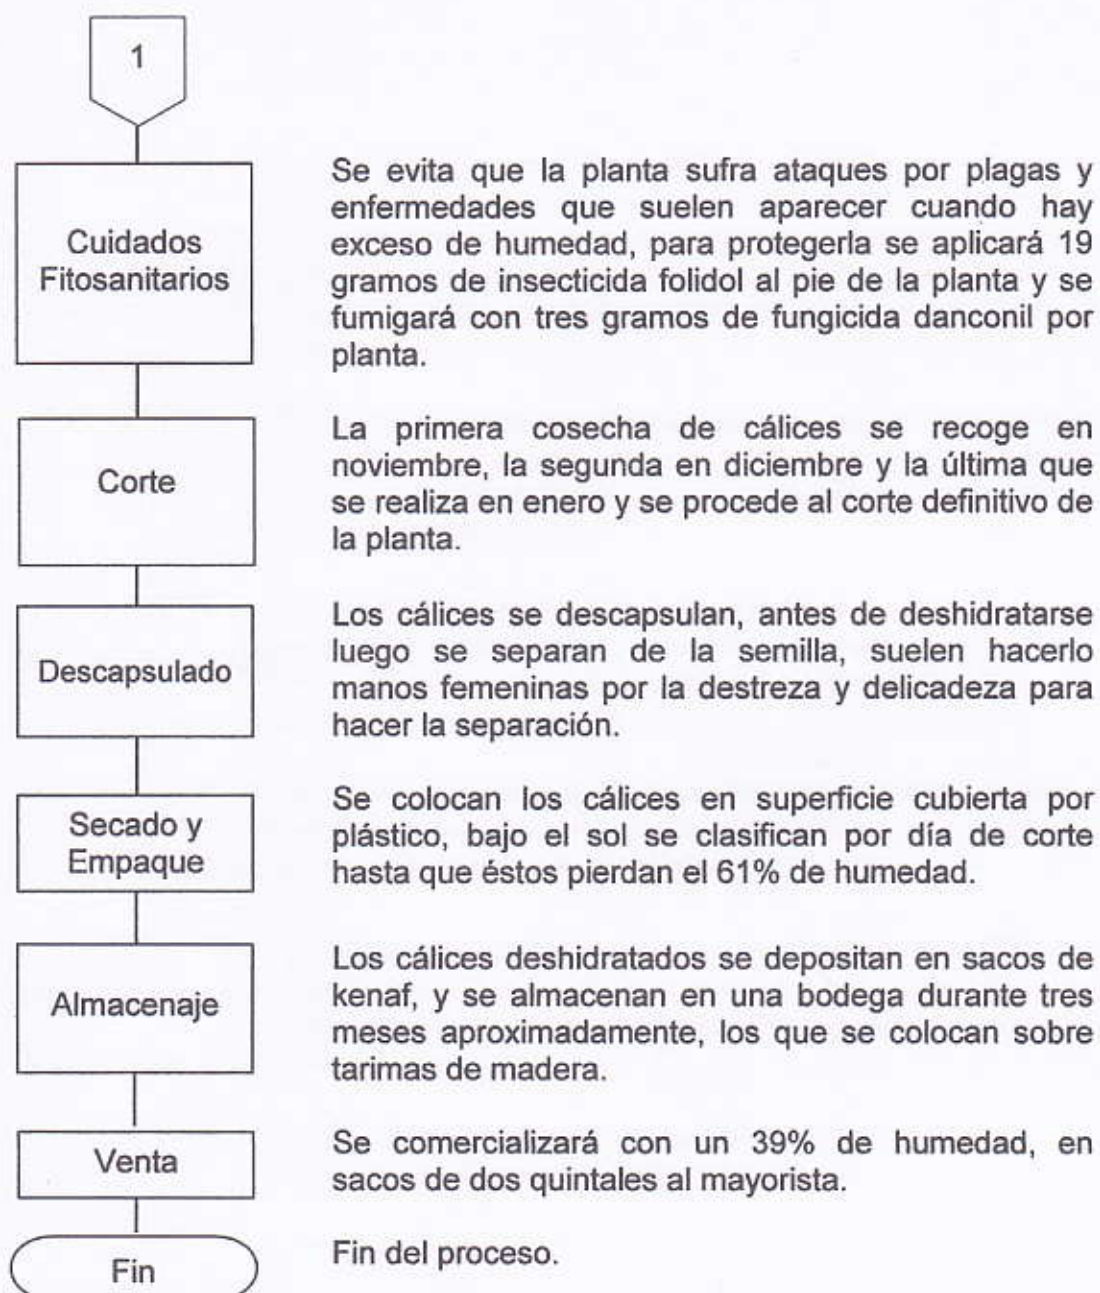 1
Cuidados
Fitosanitarios
Se evita que la planta sufra ataques por plagas y
enfermedades que suelen aparecer cuando hay
exceso de humedad, para protegerla se aplicará 19
gramos de insecticida folidol al pie de la planta y se
fumigará con tres gramos de fungicida danconil por
planta.
Corte
La primera cosecha de cálices se recoge en
noviembre, la segunda en diciembre y la última que
se realiza en enero y se procede al corte definitivo de
la planta.
Descapsulado
Los cálices se descapsulan, antes de deshidratarse
luego se separan de la semilla, suelen hacerlo
manos femeninas por la destreza y delicadeza para
hacer la separación.
Secado y
Empaque
Se colocan los cálices en superficie cubierta por
plástico, bajo el sol se clasifican por día de corte
hasta que éstos pierdan el 61% de humedad.
Almacenaje
Los cálices deshidratados se depositan en sacos de
kenaf, y se almacenan en una bodega durante tres
meses aproximadamente, los que se colocan sobre
tarimas de madera.
Venta
Se comercializará con un 39% de humedad, en
sacos de dos quintales al mayorista.
Fin
Fin del proceso.